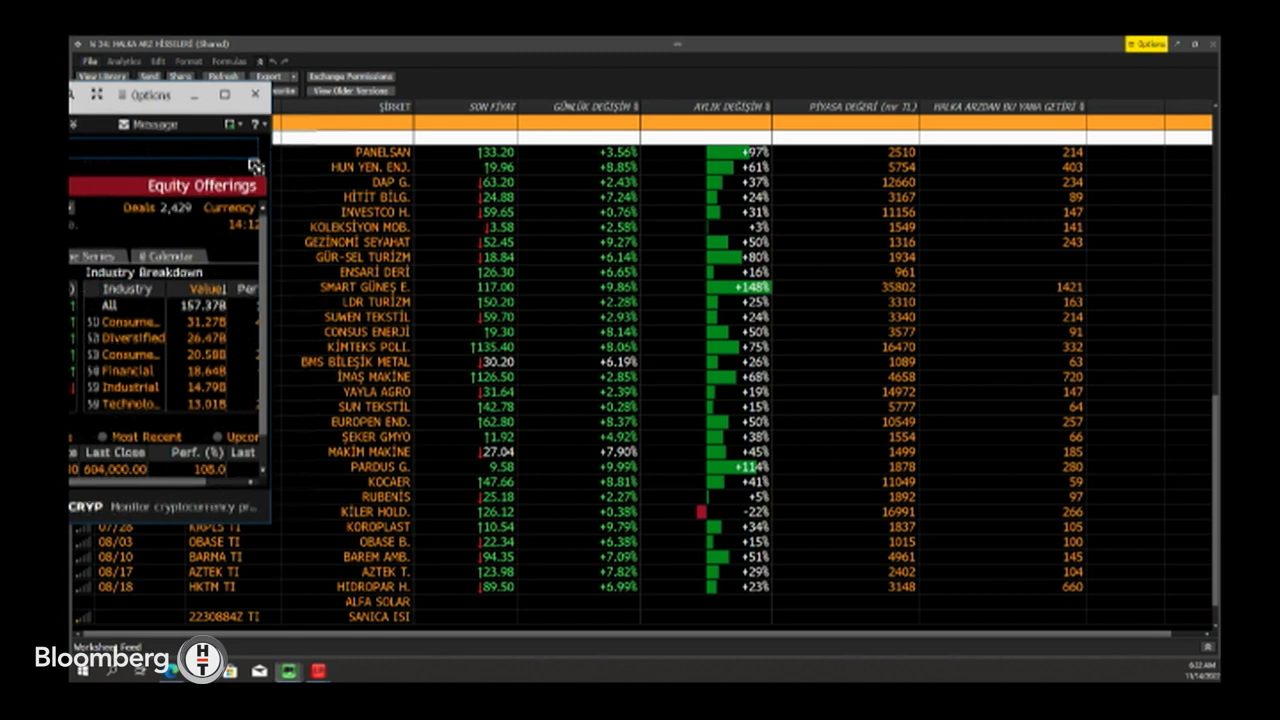 N 34: HALKA ARZ HİSSELERİ (Shared)
Options
File Analytics Edit Format Formulas
View Library Send Share Refresh Export Exchange Permissions
View Older Versions
Options
Message
ŞİRKET SON FİYAT GÜNLÜK DEĞİŞİM AYLIK DEĞİŞİM PİYASA DEĞERİ (mr TL) HALKA ARZDAN BU YANA GETİRİ
PANELSAN ↑33.20 +3.56% +97% 2510 214
HUN YEN. ENJ. ↑9.96 +8.85% +61% 5754 403
DAP G. ↓63.20 +2.43% +37% 12660 234
HİTİT BİLG. ↓24.88 +7.24% +24% 3167 89
INVESTCO H. ↓59.65 +0.76% +31% 11156 147
KOLEKSİYON MOB. ↓3.58 +2.58% +3% 1549 141
GEZİNOMİ SEYAHAT ↓52.45 +9.27% +50% 1316 243
GÜR-SEL TURİZM ↓18.84 +6.14% +80% 1934
ENSARİ DERİ ↑26.30 +6.65% +16% 961
SMART GÜNEŞ E. 117.00 +9.86% +148% 35802 1421
LDR TURİZM ↑50.20 +2.28% +25% 3310 163
SUWEN TEKSTİL ↓59.70 +2.93% +24% 3340 214
CONSUS ENERJİ ↑9.30 +8.14% +50% 3577 91
KİMTEKS POLI. ↑135.40 +8.06% +75% 16470 332
BMS BİLEŞİK METAL ↓30.20 +6.19% +26% 1089 63
İMAŞ MAKİNE ↑126.50 +2.85% +68% 4658 720
YAYLA AGRO ↓31.64 +2.39% +19% 14972 147
SUN TEKSTİL ↑42.78 +0.28% +15% 5777 64
EUROPEN END. ↑62.80 +8.37% +50% 10549 257
ŞEKER GMYO ↑1.92 +4.92% +38% 1554 66
MAKİM MAKİNE ↓27.04 +7.90% +45% 1499 185
PARDUS G. 9.58 +9.99% +114% 1878 280
KOCAER ↑47.66 +8.81% +41% 11049 59
RUBENİS ↓25.18 +2.27% +5% 1892 97
KİLER HOLD. ↑26.12 +0.38% -22% 16991 266
07/28 KRPLS TI KOROPLAST ↑10.54 +9.79% +34% 1837 105
08/03 OBASE TI OBASE B. ↓22.34 +6.38% +15% 1015 100
08/10 BARMA TI BAREM AMB. ↓94.35 +7.09% +51% 4961 145
08/17 AZTEK TI AZTEK T. ↑23.98 +7.82% +29% 2402 104
08/18 HKTM TI HIDROPAR H. ↓89.50 +6.99% +23% 3148 660
ALFA SOLAR
2230884Z TI SANICA ISI
Equity Offerings
Deals 2,429 Currency
14:12
Calendar
Industry Breakdown
Industry Value
All 157.37B
Consume... 31.27B
Diversified 26.47B
Consume... 20.58B
Financial 18.64B
Industrial 14.79B
Technolo... 13.01B
Most Recent Upcor
Last Close Perf. (%) Last
604,000.00 108.0
CRYP Monitor cryptocurrency pr...
Worksheet Feed
Bloomberg HT
6:22 AM
11/14/2022